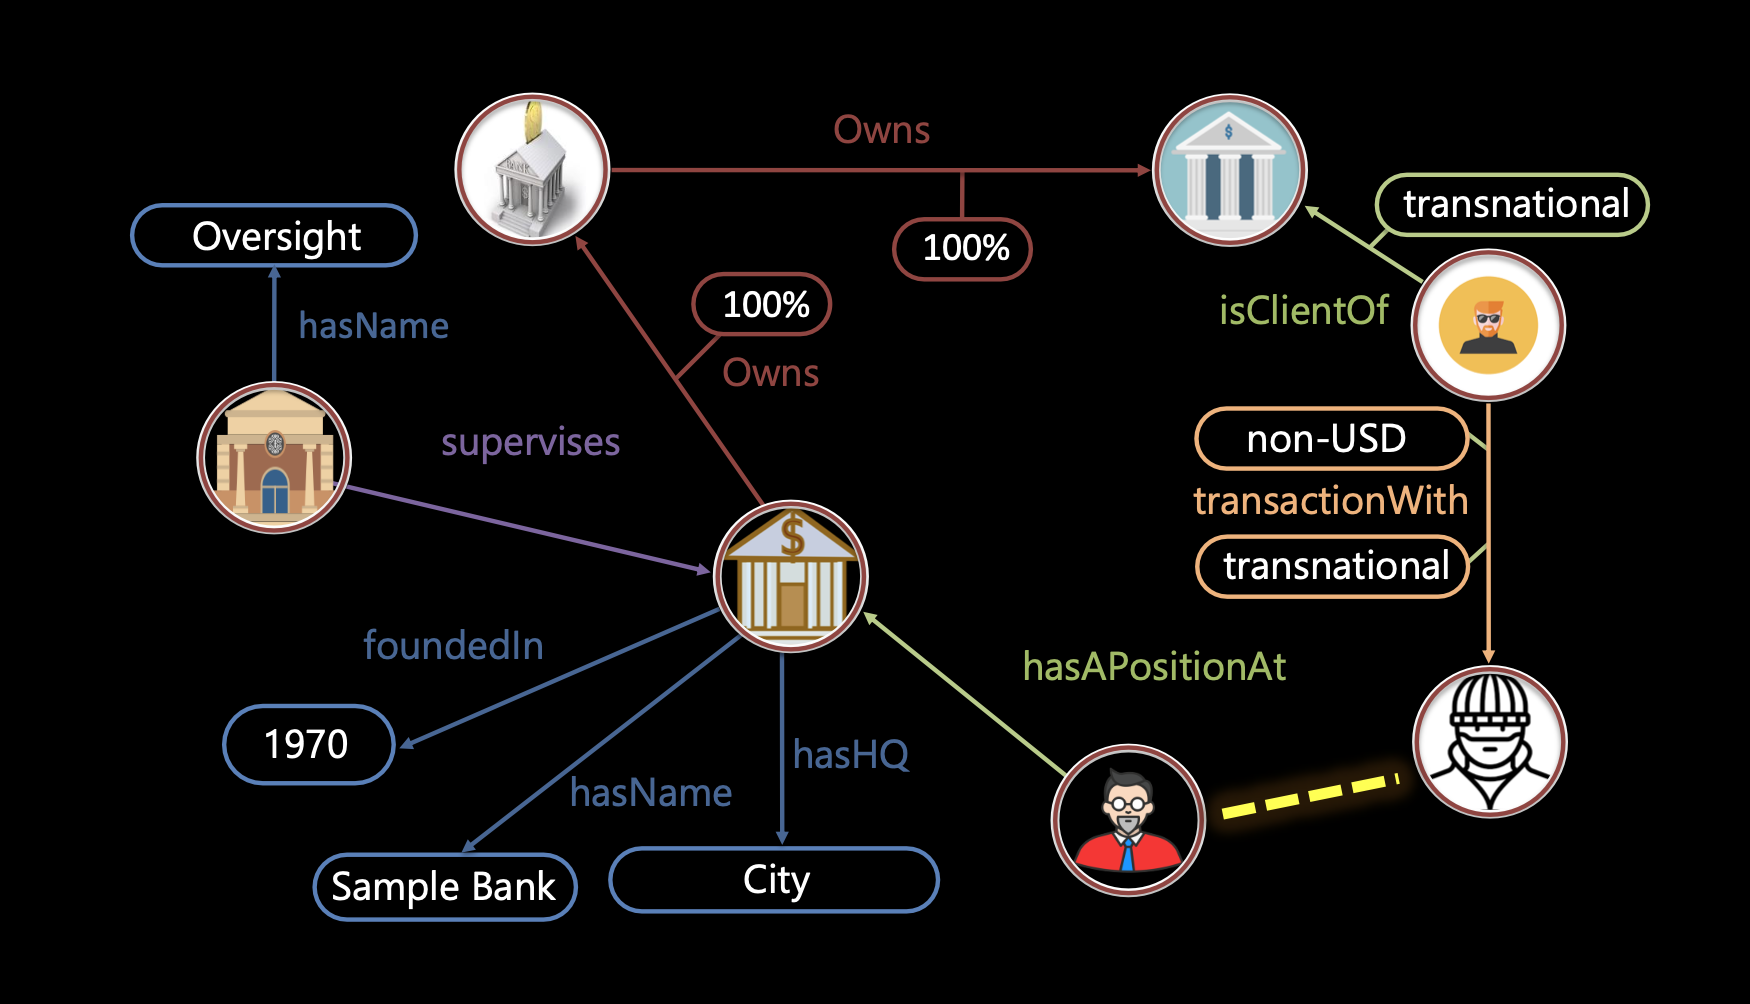 Owns
100%
transnational
Oversight
100%
hasName
Owns
isClientOf
supervises
non-USD
transactionWith
transnational
foundedIn
hasAPositionAt
1970
hasHQ
hasName
Sample Bank
City
BANK
$
$